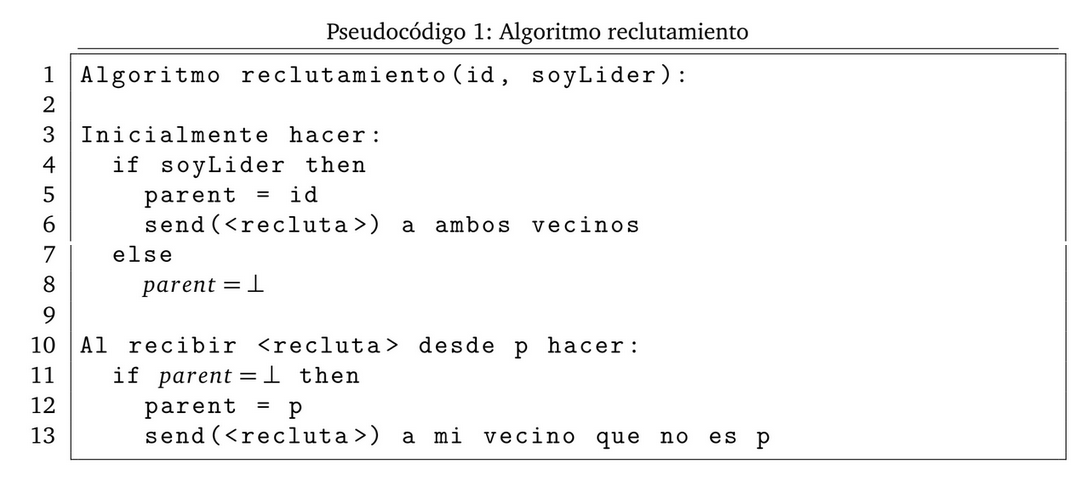 Pseudocódigo 1: Algoritmo reclutamiento
1 Algoritmo reclutamiento(id, soyLider):
2
3 Inicialmente hacer:
4 if soyLider then
5 parent = id
6 send(<recluta>) a ambos vecinos
7 else
8 parent = ⊥
9
10 Al recibir <recluta> desde p hacer:
11 if parent = ⊥ then
12 parent = p
13 send(<recluta>) a mi vecino que no es p